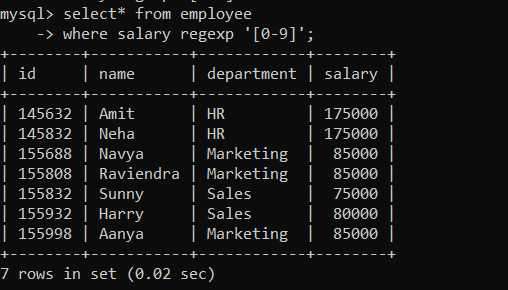 mysql> select* from employee
    -> where salary regexp '[0-9]';
+--------+-----------+------------+--------+
| id     | name      | department | salary |
+--------+-----------+------------+--------+
| 145632 | Amit      | HR         | 175000 |
| 145832 | Neha      | HR         | 175000 |
| 155688 | Navya     | Marketing  |  85000 |
| 155808 | Raviendra | Marketing  |  85000 |
| 155832 | Sunny     | Sales      |  75000 |
| 155932 | Harry     | Sales      |  80000 |
| 155998 | Aanya     | Marketing  |  85000 |
+--------+-----------+------------+--------+
7 rows in set (0.02 sec)